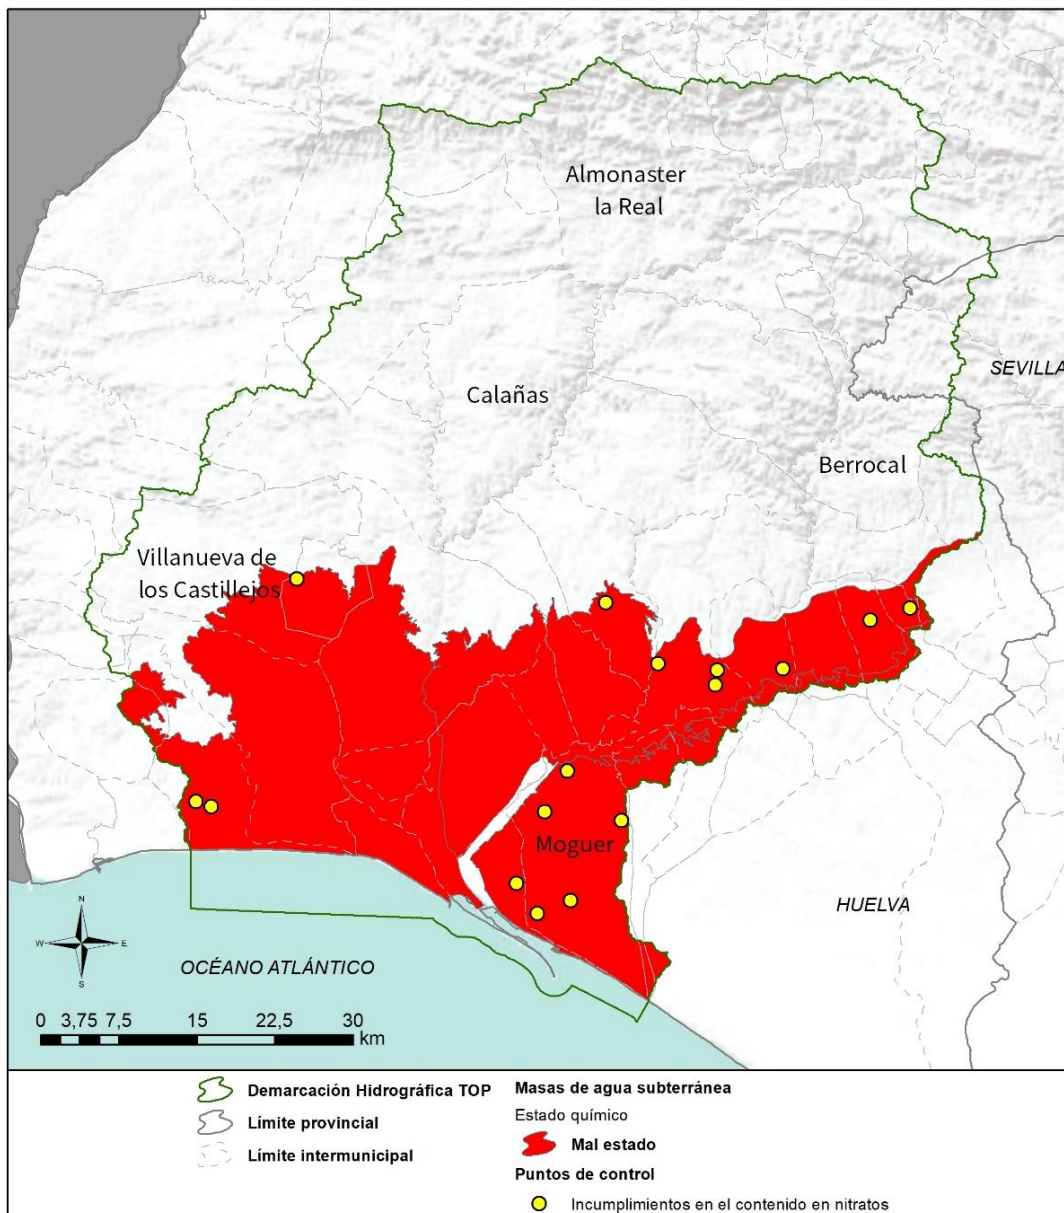 Almonaster
la Real
SEVILLA
Calañas
Berrocal
Villanueva de
los Castillejos
Moguer
HUELVA
N
W E
S
OCÉANO ATLÁNTICO
0 3,75 7,5 15 22,5 30
km
Demarcación Hidrográfica TOP
Límite provincial
Límite intermunicipal
Masas de agua subterránea
Estado químico
Mal estado
Puntos de control
Incumplimientos en el contenido en nitratos